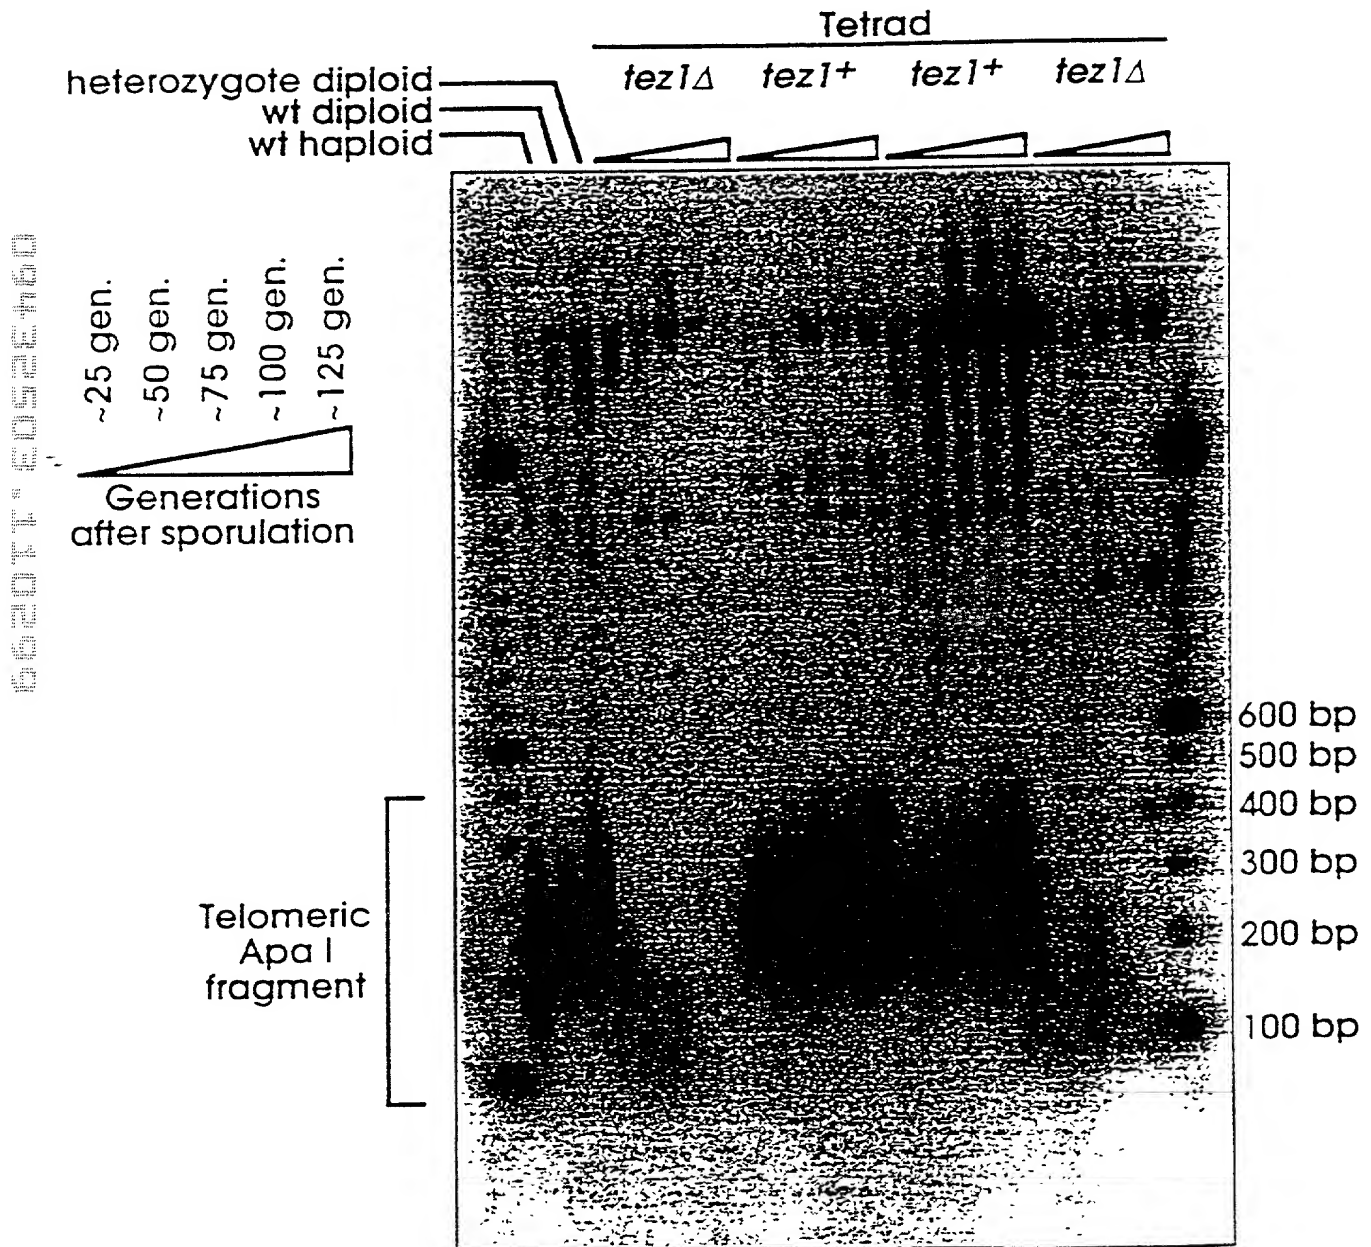 Tetrad
tez1Δ tez1+ tez1+ tez1Δ
heterozygote diploid
wt diploid
wt haploid
~25 gen.
~50 gen.
~75 gen.
~100 gen.
~125 gen.
Generations
after sporulation
600 bp
500 bp
400 bp
300 bp
200 bp
100 bp
Telomeric
Apa I
fragment